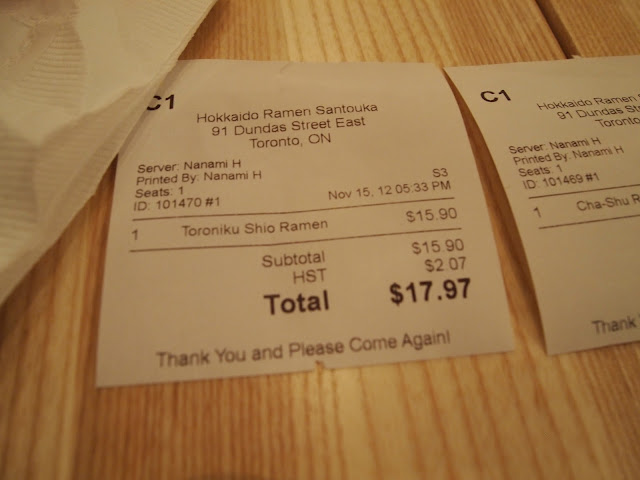 C1
Hokkaido Ramen Santouka
91 Dundas Street East
Toronto, ON
Server: Nanami H
Printed By: Nanami H
Seats: 1
S3
ID: 101470 #1 Nov 15, 12 05:33 PM
1 Toroniku Shio Ramen $15.90
Subtotal $15.90
HST $2.07
Total $17.97
Thank You and Please Come Again!
C1
Hokkaido Ramen
91 Dundas Str
Toronto
Server: Nanami H
Printed By: Nanami H
Seats: 1
ID: 101469 #1
1 Cha-Shu R
Thank